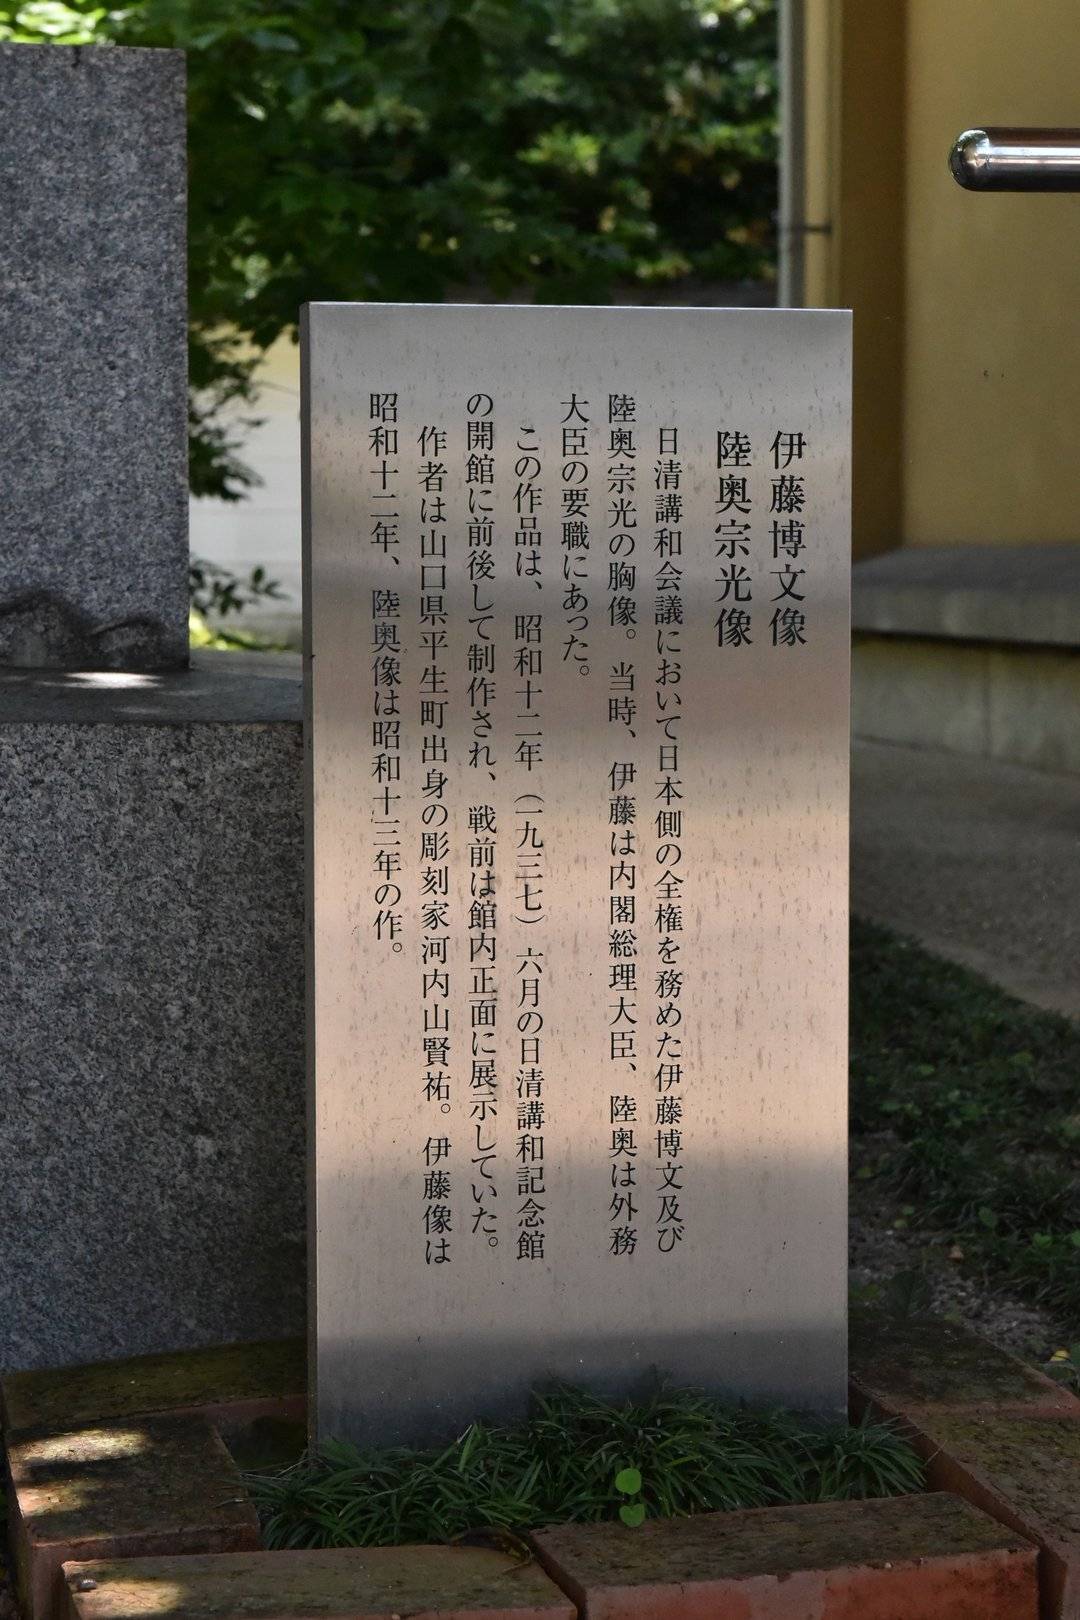 伊藤博文像
陸奥宗光像
日清講和会議において日本側の全権を務めた伊藤博文及び
陸奥宗光の胸像。当時、伊藤は内閣総理大臣、陸奥は外務
大臣の要職にあった。
この作品は、昭和十二年（一九三七）六月の日清講和記念館
の開館に前後して制作され、戦前は館内正面に展示していた。
作者は山口県平生町出身の彫刻家河内山賢祐。伊藤像は
昭和十二年、陸奥像は昭和十三年の作。